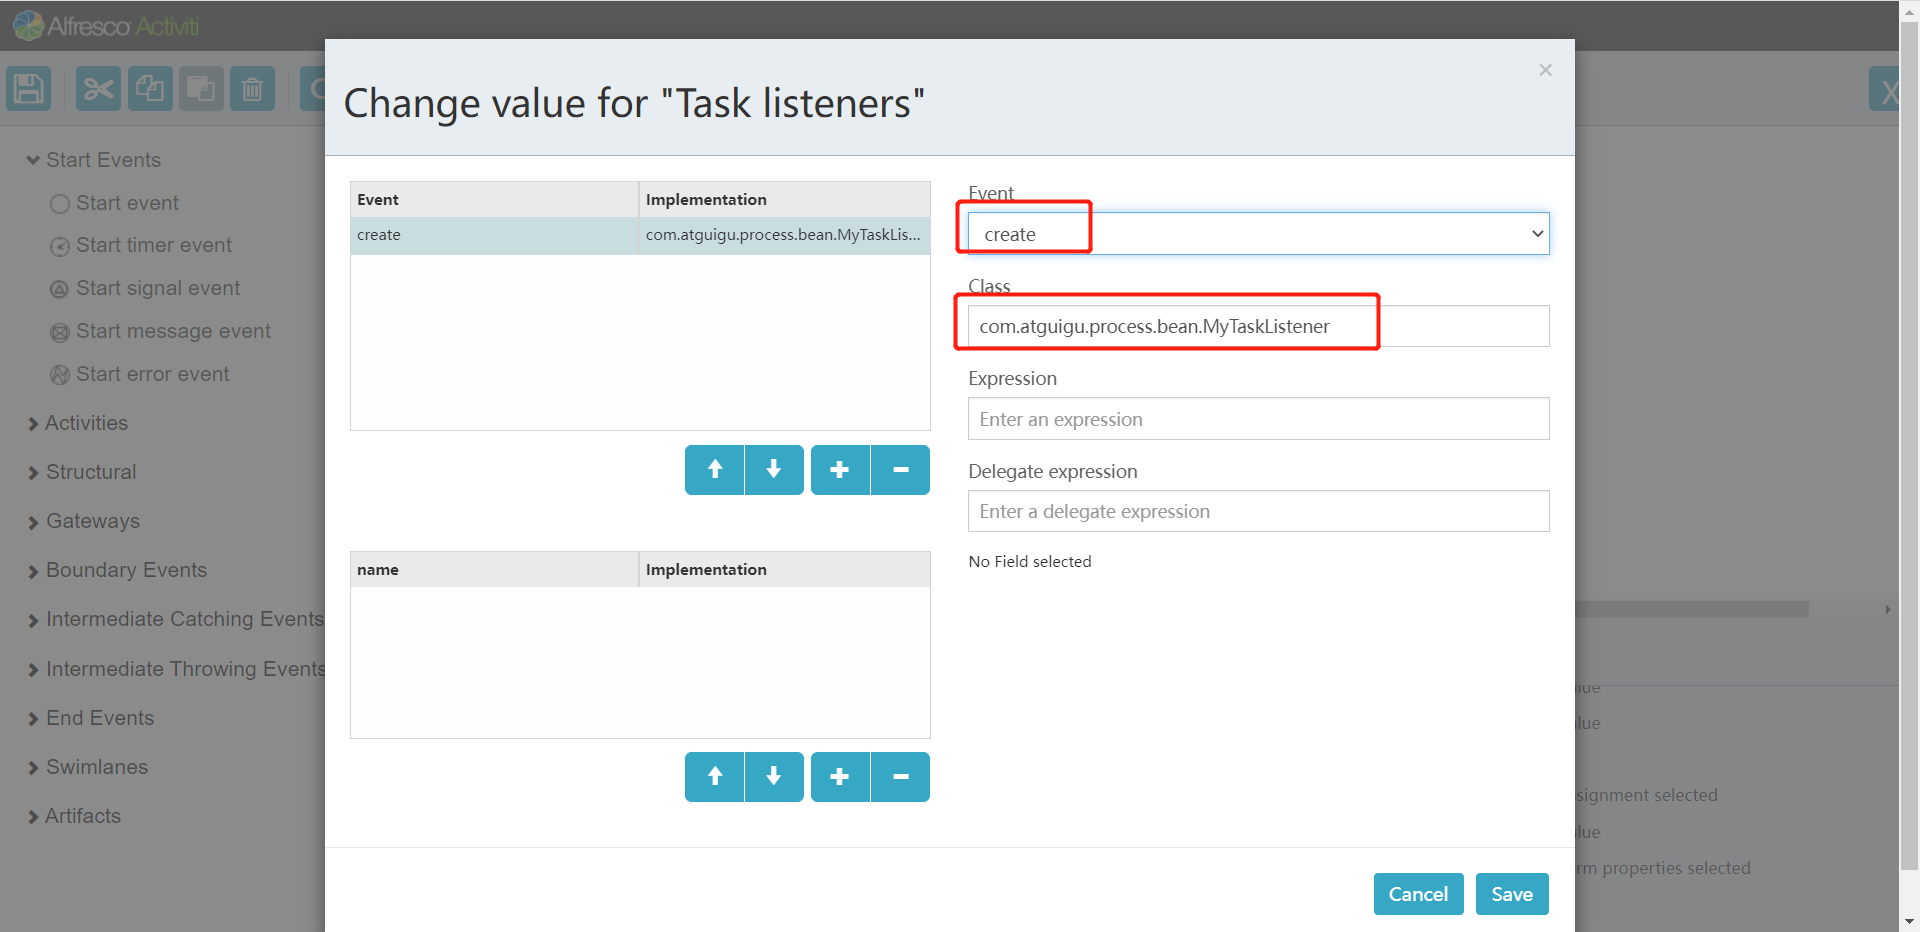 Alfresco Activiti
Change value for "Task listeners"
×
X
Start Events
Start event
Start timer event
Start signal event
Start message event
Start error event
Activities
Structural
Gateways
Boundary Events
Intermediate Catching Events
Intermediate Throwing Events
End Events
Swimlanes
Artifacts
Event Implementation
create com.atguigu.process.bean.MyTaskLis...
name Implementation
Event
create
Class
com.atguigu.process.bean.MyTaskListener
Expression
Enter an expression
Delegate expression
Enter a delegate expression
No Field selected
lue
signment selected
lue
rm properties selected
Cancel Save